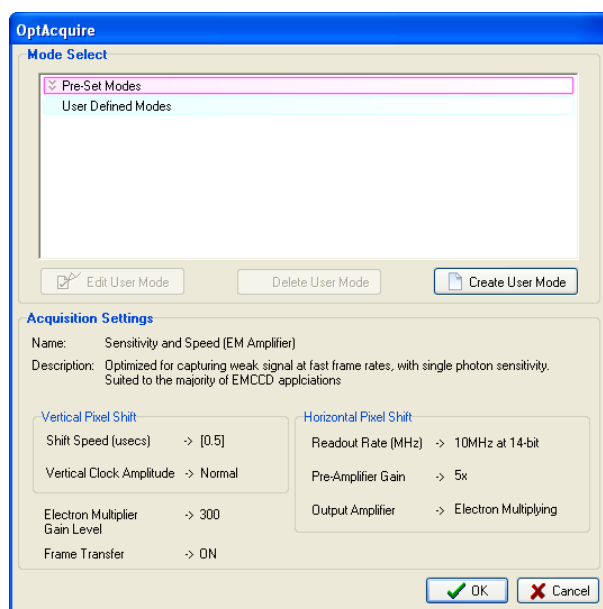 OptAcquire
Mode Select
Pre-Set Modes
User Defined Modes
Edit User Mode
Delete User Mode
Create User Mode
Acquisition Settings
Name: Sensitivity and Speed (EM Amplifier)
Description: Optimized for capturing weak signal at fast frame rates, with single photon sensitivity.
Suited to the majority of EMCCD applciations
Vertical Pixel Shift
Shift Speed (usecs) -> [0.5]
Vertical Clock Amplitude -> Normal
Horizontal Pixel Shift
Readout Rate (MHz) -> 10MHz at 14-bit
Pre-Amplifier Gain -> 5x
Output Amplifier -> Electron Multiplying
Electron Multiplier -> 300
Gain Level
Frame Transfer -> ON
OK
Cancel